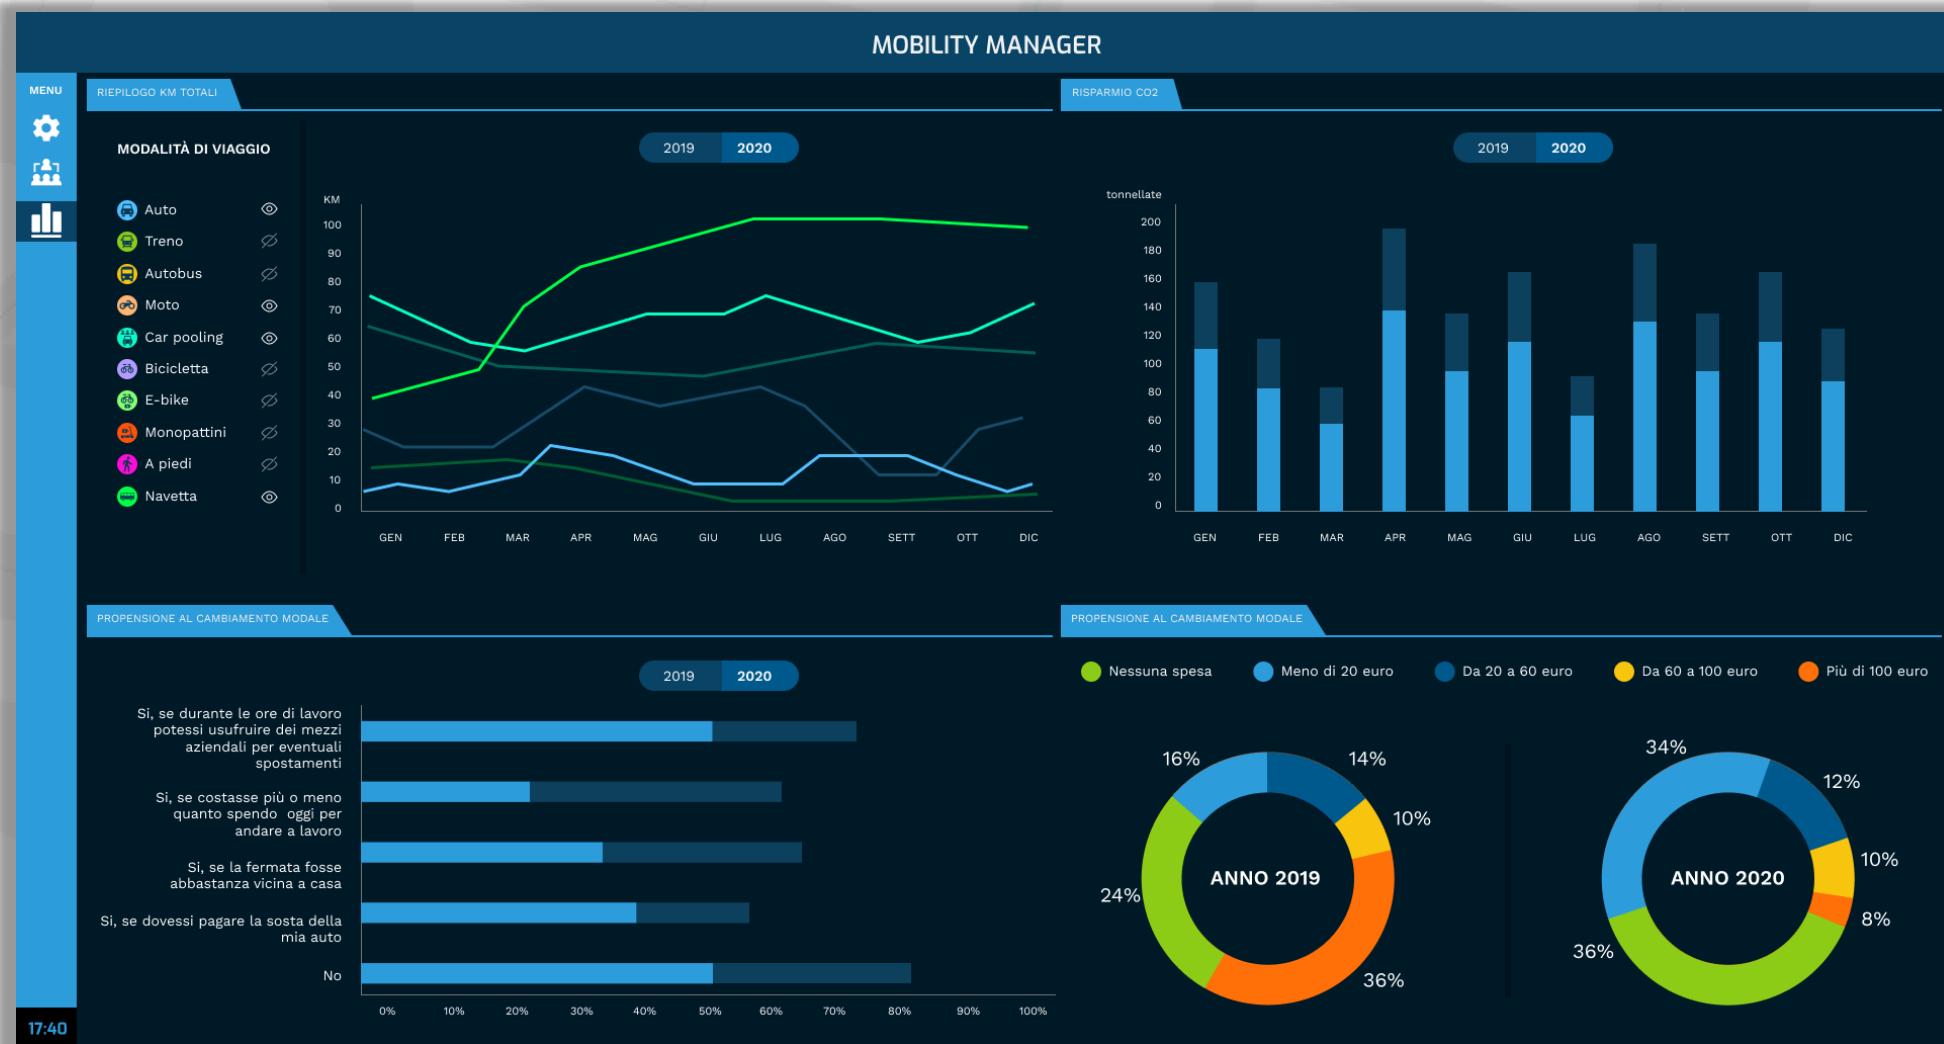 MOBILITY MANAGER
MENU
RIEPILOGO KM TOTALI
MODALITÀ DI VIAGGIO
Auto
Treno
Autobus
Moto
Car pooling
Bicicletta
E-bike
Monopattini
A piedi
Navetta
2019 2020
KM
100
90
80
70
60
50
40
30
20
10
0
GEN FEB MAR APR MAG GIU LUG AGO SETT OTT DIC
RISPARMIO CO2
2019 2020
tonnellate
200
180
160
140
120
100
80
60
40
20
0
GEN FEB MAR APR MAG GIU LUG AGO SETT OTT DIC
PROPENSIONE AL CAMBIAMENTO MODALE
2019 2020
Si, se durante le ore di lavoro
potessi usufruire dei mezzi
aziendali per eventuali
spostamenti
Si, se costasse più o meno
quanto spendo oggi per
andare a lavoro
Si, se la fermata fosse
abbastanza vicina a casa
Si, se dovessi pagare la sosta della
mia auto
No
0% 10% 20% 30% 40% 50% 60% 70% 80% 90% 100%
PROPENSIONE AL CAMBIAMENTO MODALE
Nessuna spesa Meno di 20 euro Da 20 a 60 euro Da 60 a 100 euro Più di 100 euro
16%
14%
10%
ANNO 2019
24%
36%
34%
12%
10%
ANNO 2020
8%
36%
17:40